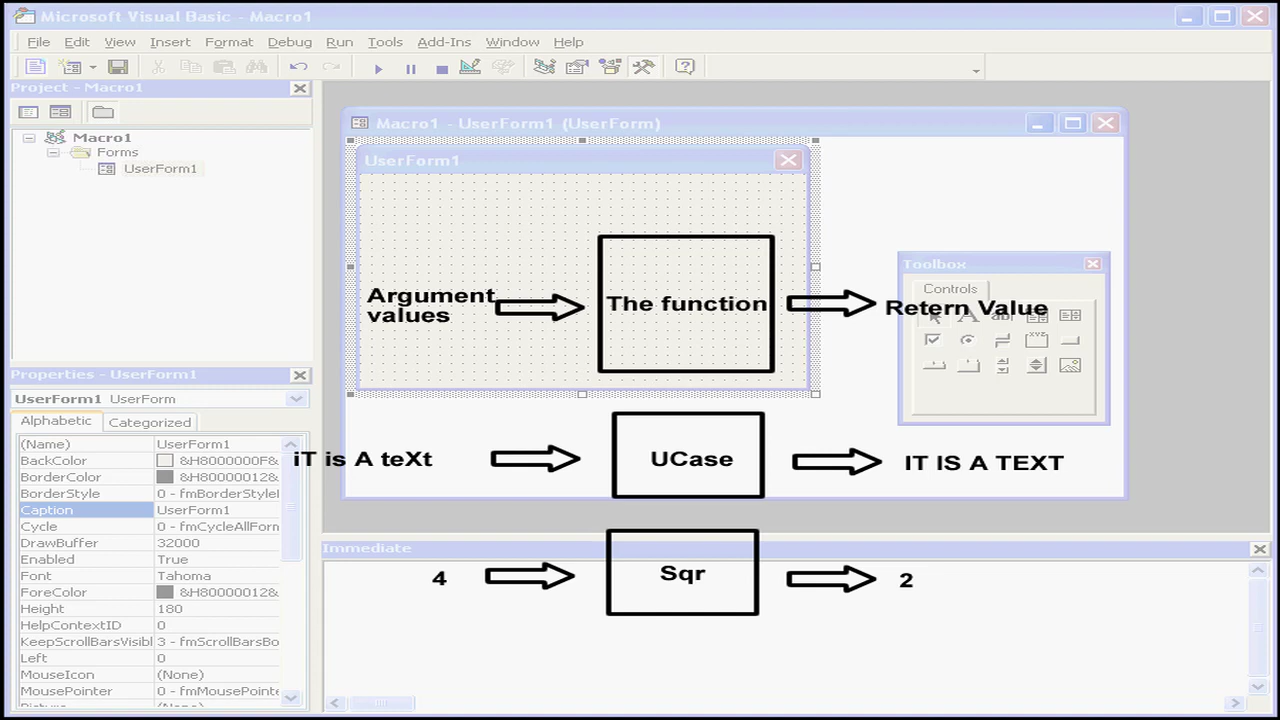 Microsoft Visual Basic - Macro1
File Edit View Insert Format Debug Run Tools Add-Ins Window Help
Project - Macro1
Macro1
Forms
UserForm1
Macro1 - UserForm1 (UserForm)
UserForm1
Argument
values
The function
Retern Value
Toolbox
Controls
iT is A teXt
UCase
IT IS A TEXT
4
Sqr
2
Properties - UserForm1
UserForm1 UserForm
Alphabetic Categorized
(Name) UserForm1
BackColor &H8000000F&
BorderColor &H80000012&
BorderStyle 0 - fmBorderStyle
Caption UserForm1
Cycle 0 - fmCycleAllForm
DrawBuffer 32000
Enabled True
Font Tahoma
ForeColor &H80000012&
Height 180
HelpContextID 0
KeepScrollBarsVisibl 3 - fmScrollBarsBo
Left 0
MouseIcon (None)
MousePointer 0 - fmMousePointe
Immediate